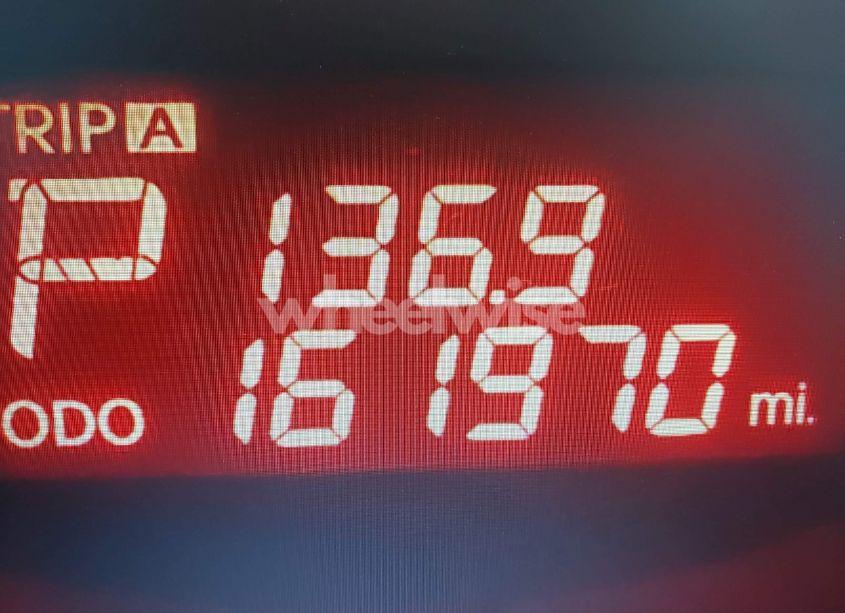 TRIP A
P 136.9
wheelwise
ODO 161970 mi.